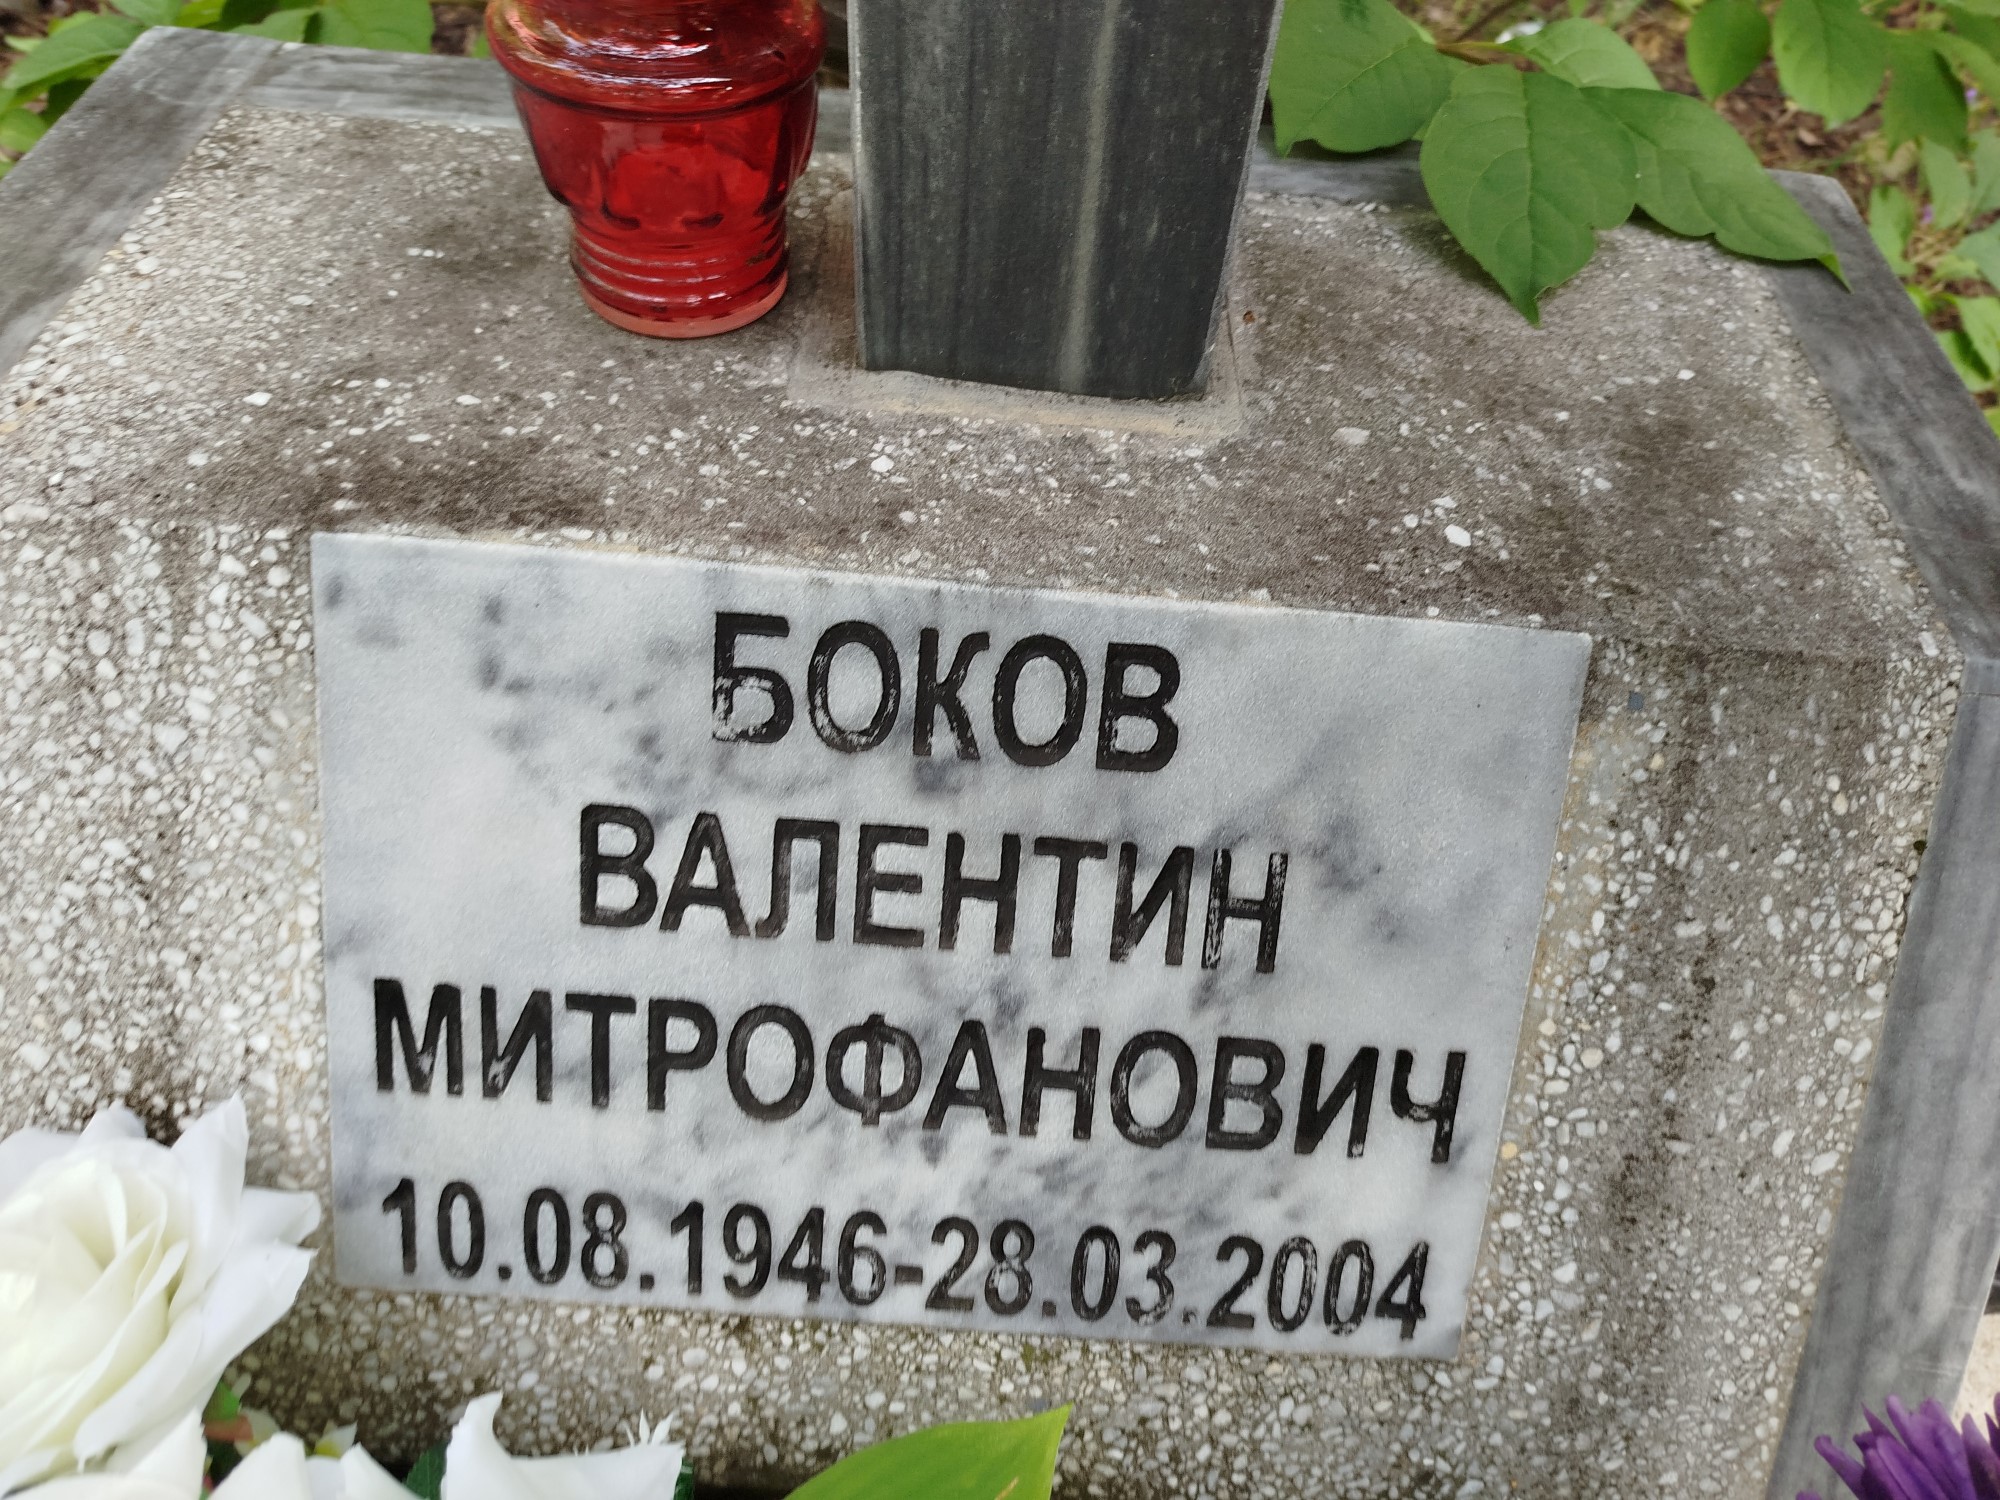 БОКОВ
ВАЛЕНТИН
МИТРОФАНОВИЧ
10.08.1946-28.03.2004